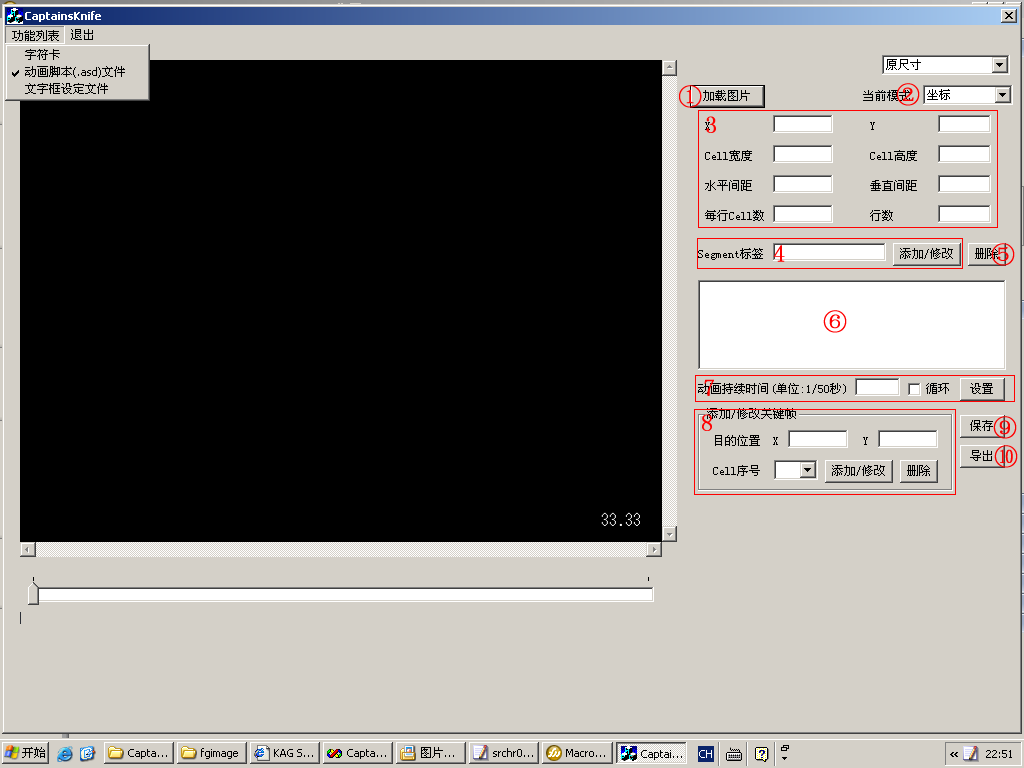 CaptainsKnife
功能列表 退出
字符卡
动画脚本(.asd)文件
文字框设定文件
原尺寸
① 加载图片
当前模式 ② 坐标
3
X Y
Cell宽度 Cell高度
水平间距 垂直间距
每行Cell数 行数
Segment标签 4 添加/修改 删除 ⑤
⑥
7 动画持续时间(单位:1/50秒) 循环 设置
8 添加/修改关键帧
目的位置 X Y
Cell序号 添加/修改 删除
保存 ⑨
导出 ⑩
33.33
开始 Capta... fgimage KAG S... Capta... 图片... srchr0... Macro... Captai... CH « 22:51